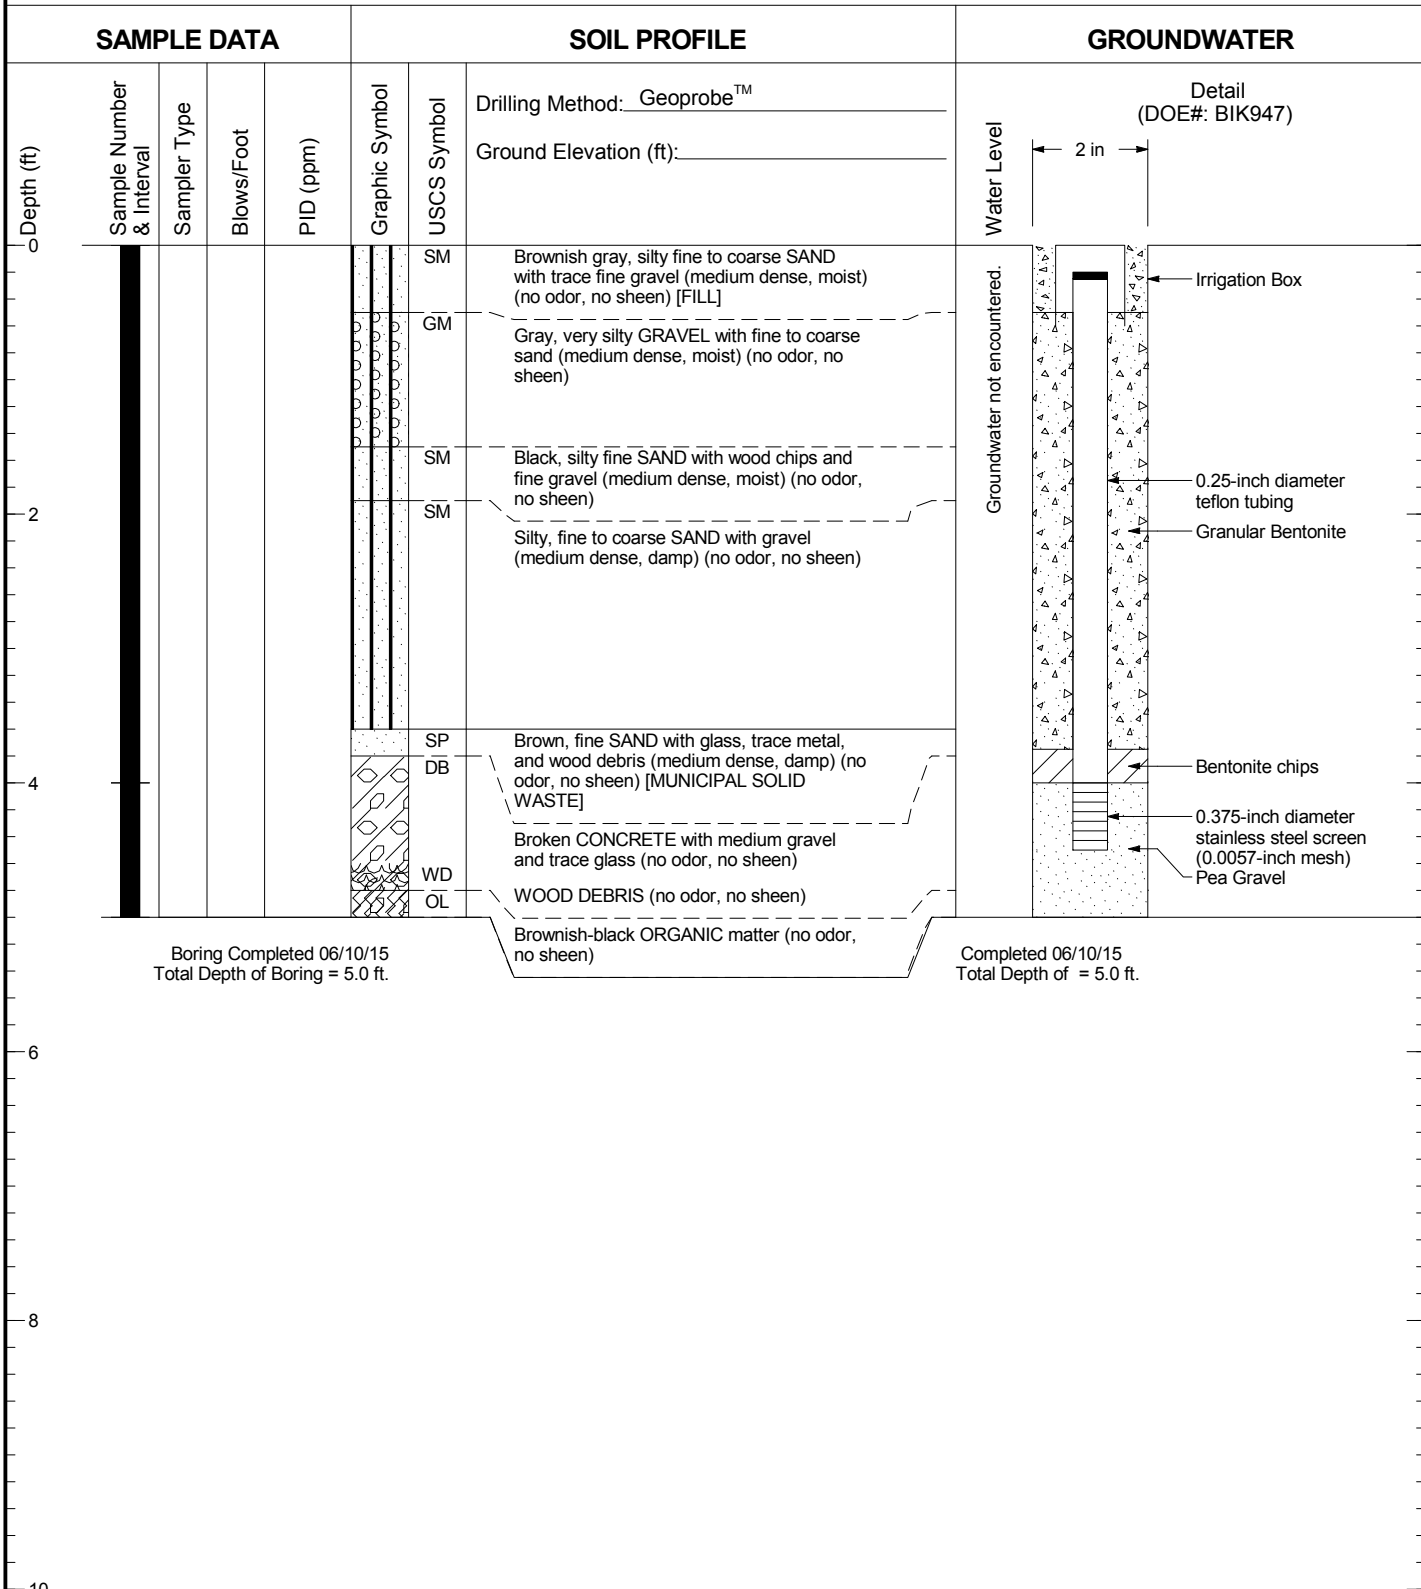 SAMPLE DATA
SOIL PROFILE
GROUNDWATER
Depth (ft)
Sample Number
& Interval
Sampler Type
Blows/Foot
PID (ppm)
Graphic Symbol
USCS Symbol
Drilling Method: Geoprobe™
Ground Elevation (ft):
Water Level
Detail
(DOE#: BIK947)
2 in
0
2
4
6
8
10
SM
Brownish gray, silty fine to coarse SAND
with trace fine gravel (medium dense, moist)
(no odor, no sheen) [FILL]
GM
Gray, very silty GRAVEL with fine to coarse
sand (medium dense, moist) (no odor, no
sheen)
SM
Black, silty fine SAND with wood chips and
fine gravel (medium dense, moist) (no odor,
no sheen)
SM
Silty, fine to coarse SAND with gravel
(medium dense, damp) (no odor, no sheen)
SP
Brown, fine SAND with glass, trace metal,
and wood debris (medium dense, damp) (no
odor, no sheen) [MUNICIPAL SOLID
WASTE]
DB
Broken CONCRETE with medium gravel
and trace glass (no odor, no sheen)
WD
WOOD DEBRIS (no odor, no sheen)
OL
Brownish-black ORGANIC matter (no odor,
no sheen)
Groundwater not encountered.
Irrigation Box
0.25-inch diameter
teflon tubing
Granular Bentonite
Bentonite chips
0.375-inch diameter
stainless steel screen
(0.0057-inch mesh)
Pea Gravel
Boring Completed 06/10/15
Total Depth of Boring = 5.0 ft.
Completed 06/10/15
Total Depth of = 5.0 ft.